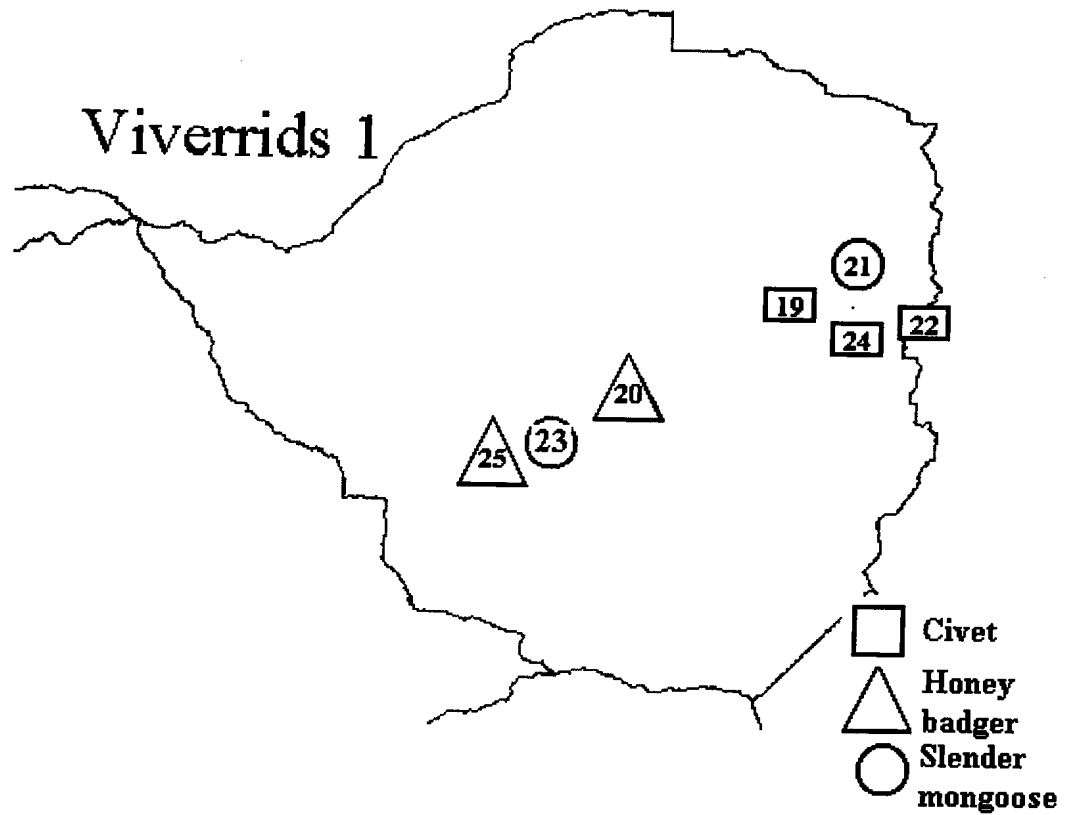 Viverrids 1
21
19
22
24
20
23
25
Civet
Honey
badger
Slender
mongoose